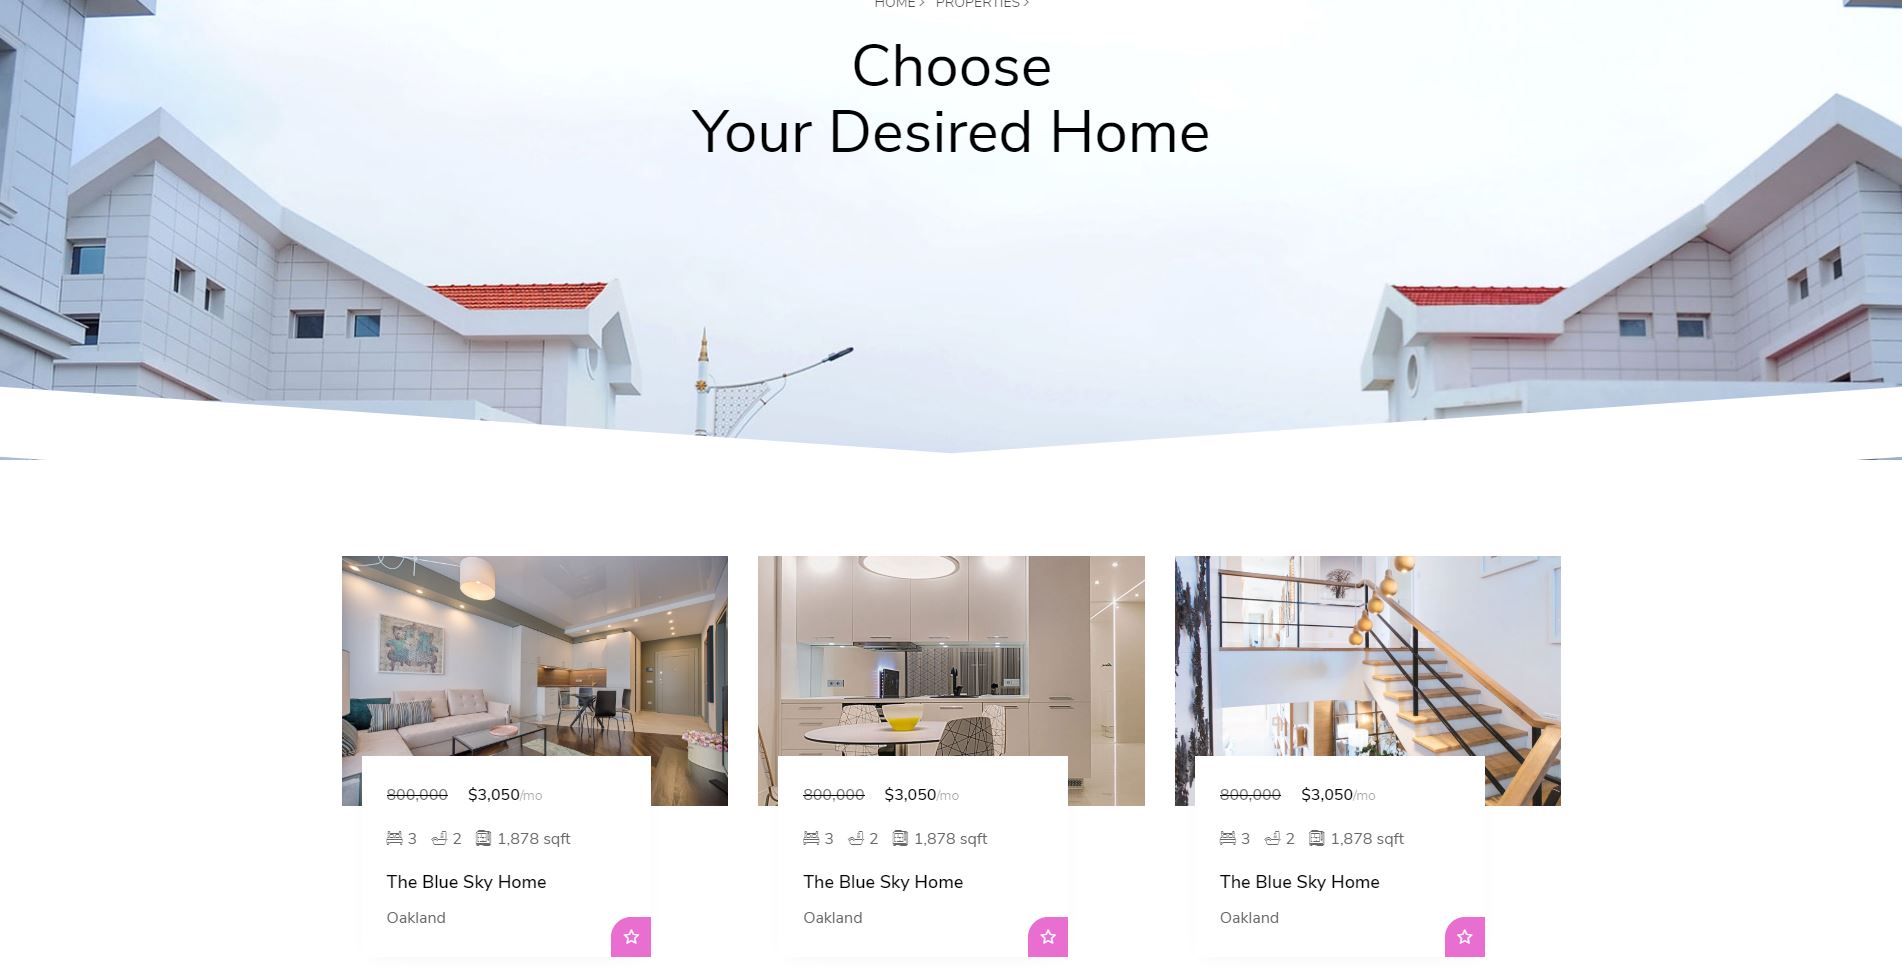 HOME > PROPERTIES >
Choose
Your Desired Home
800,000 $3,050/mo
3 2 1,878 sqft
The Blue Sky Home
Oakland
800,000 $3,050/mo
3 2 1,878 sqft
The Blue Sky Home
Oakland
800,000 $3,050/mo
3 2 1,878 sqft
The Blue Sky Home
Oakland